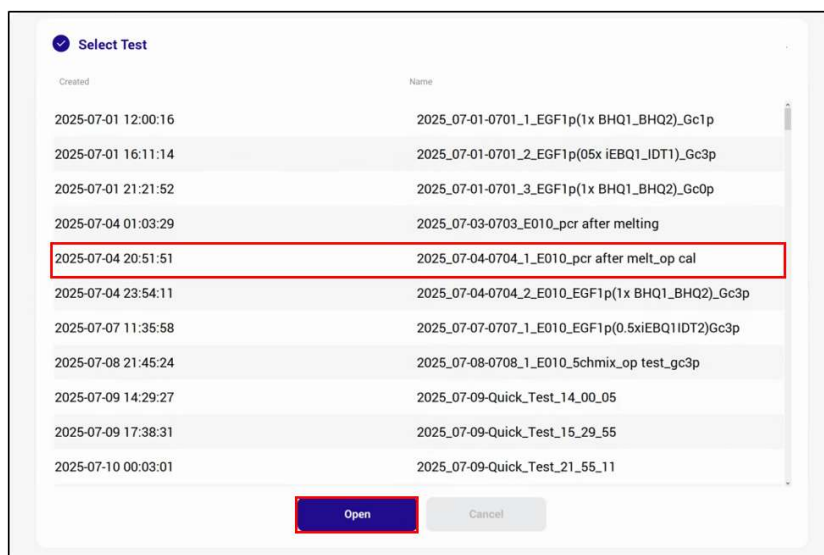 Select Test
Created Name
2025-07-01 12:00:16 2025_07-01-0701_1_EGF1p(1x BHQ1_BHQ2)_Gc1p
2025-07-01 16:11:14 2025_07-01-0701_2_EGF1p(05x iEBQ1_IDT1)_Gc3p
2025-07-01 21:21:52 2025_07-01-0701_3_EGF1p(1x BHQ1_BHQ2)_Gc0p
2025-07-04 01:03:29 2025_07-03-0703_E010_pcr after melting
2025-07-04 20:51:51 2025_07-04-0704_1_E010_pcr after melt_op cal
2025-07-04 23:54:11 2025_07-04-0704_2_E010_EGF1p(1x BHQ1_BHQ2)_Gc3p
2025-07-07 11:35:58 2025_07-07-0707_1_E010_EGF1p(0.5xiEBQ1IDT2)Gc3p
2025-07-08 21:45:24 2025_07-08-0708_1_E010_5chmix_op test_gc3p
2025-07-09 14:29:27 2025_07-09-Quick_Test_14_00_05
2025-07-09 17:38:31 2025_07-09-Quick_Test_15_29_55
2025-07-10 00:03:01 2025_07-09-Quick_Test_21_55_11
Open Cancel